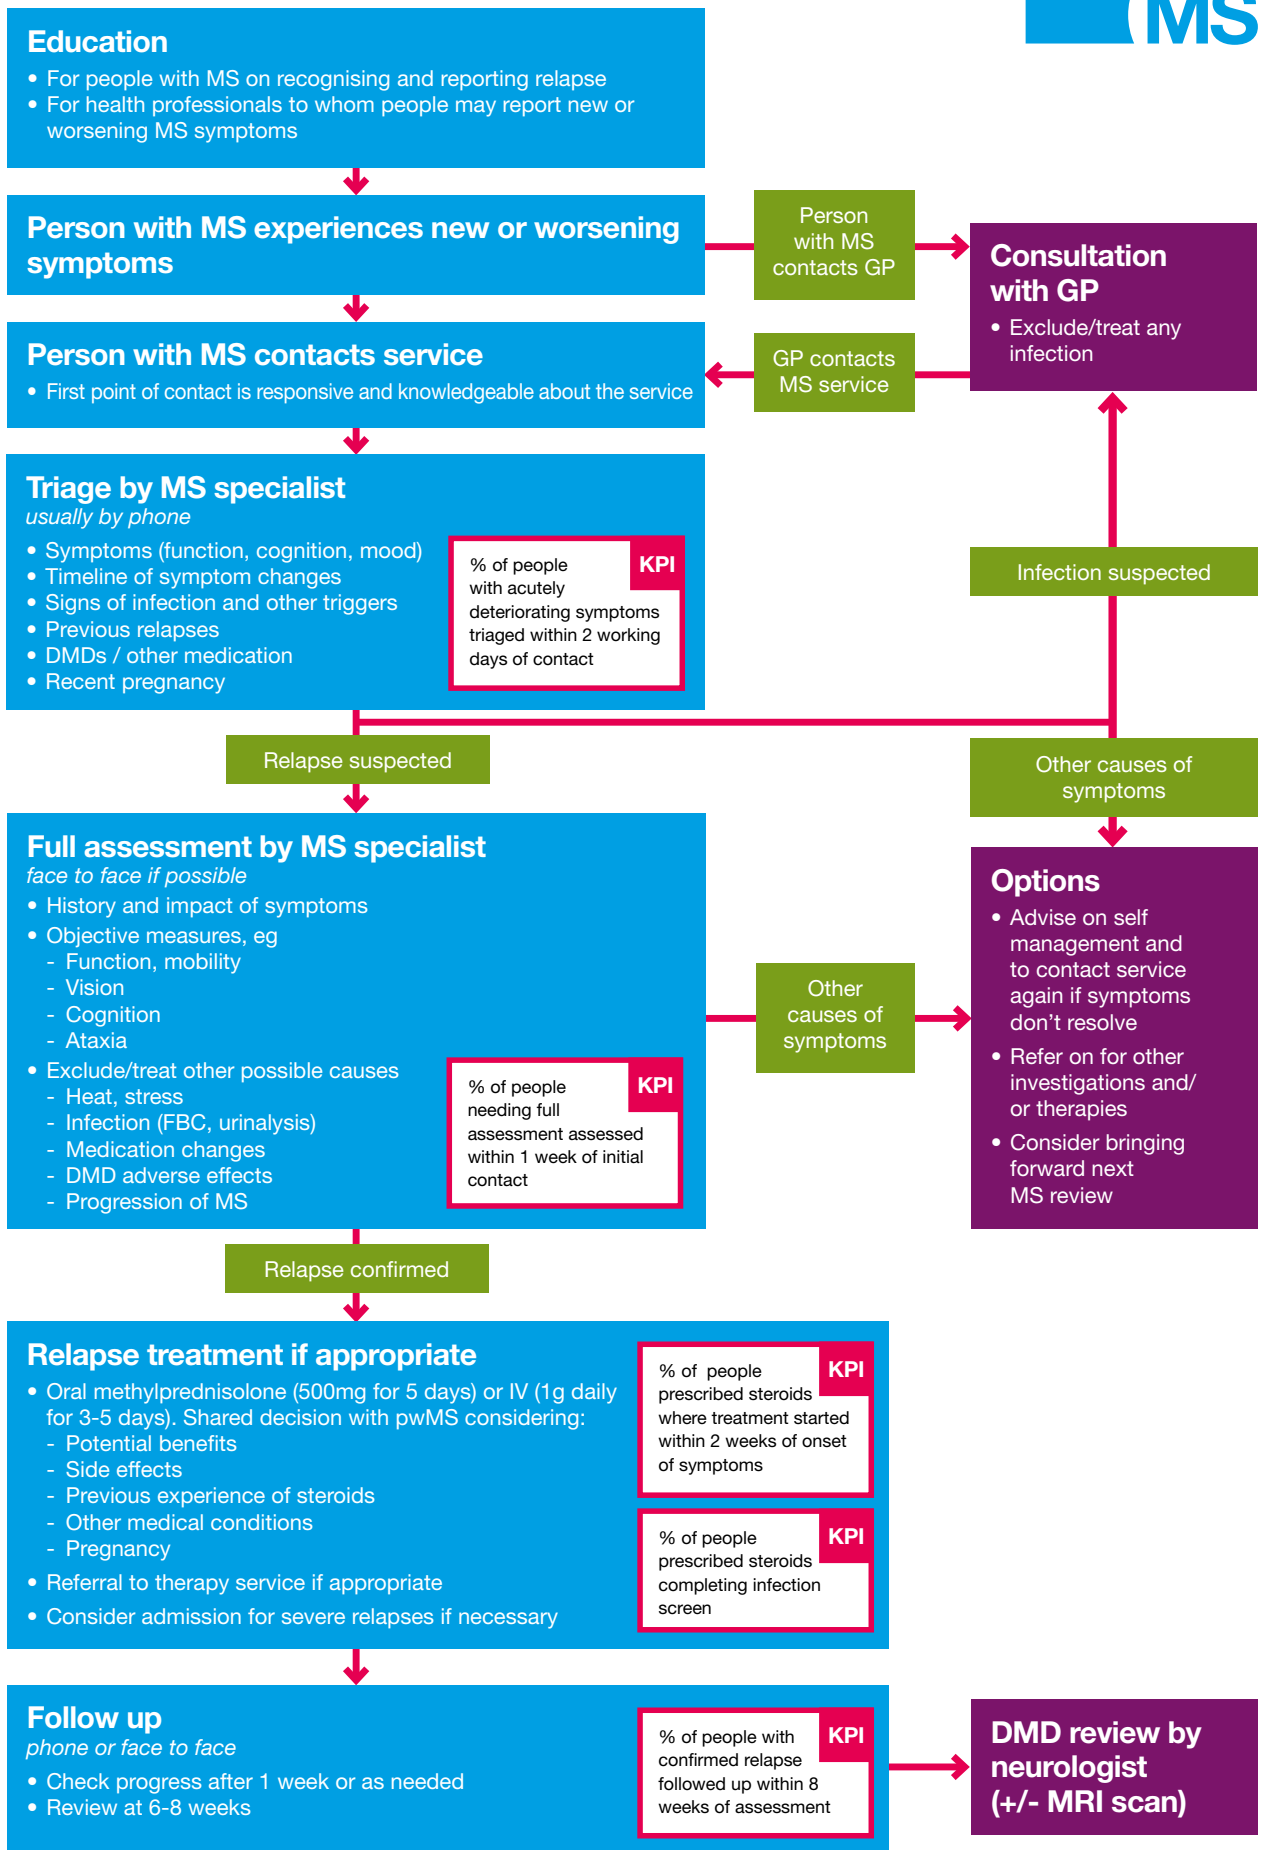 MS
Education
• For people with MS on recognising and reporting relapse
• For health professionals to whom people may report new or
worsening MS symptoms
Person with MS experiences new or worsening
symptoms
Person
with MS
contacts GP
Consultation
with GP
• Exclude/treat any
infection
Person with MS contacts service
• First point of contact is responsive and knowledgeable about the service
GP contacts
MS service
Triage by MS specialist
usually by phone
• Symptoms (function, cognition, mood)
• Timeline of symptom changes
• Signs of infection and other triggers
• Previous relapses
• DMDs / other medication
• Recent pregnancy
KPI
% of people
with acutely
deteriorating symptoms
triaged within 2 working
days of contact
Infection suspected
Relapse suspected
Other causes of
symptoms
Full assessment by MS specialist
face to face if possible
• History and impact of symptoms
• Objective measures, eg
- Function, mobility
- Vision
- Cognition
- Ataxia
• Exclude/treat other possible causes
- Heat, stress
- Infection (FBC, urinalysis)
- Medication changes
- DMD adverse effects
- Progression of MS
KPI
% of people
needing full
assessment assessed
within 1 week of initial
contact
Other
causes of
symptoms
Options
• Advise on self
management and
to contact service
again if symptoms
don't resolve
• Refer on for other
investigations and/
or therapies
• Consider bringing
forward next
MS review
Relapse confirmed
Relapse treatment if appropriate
• Oral methylprednisolone (500mg for 5 days) or IV (1g daily
for 3-5 days). Shared decision with pwMS considering:
- Potential benefits
- Side effects
- Previous experience of steroids
- Other medical conditions
- Pregnancy
• Referral to therapy service if appropriate
• Consider admission for severe relapses if necessary
KPI
% of people
prescribed steroids
where treatment started
within 2 weeks of onset
of symptoms
KPI
% of people
prescribed steroids
completing infection
screen
Follow up
phone or face to face
• Check progress after 1 week or as needed
• Review at 6-8 weeks
KPI
% of people with
confirmed relapse
followed up within 8
weeks of assessment
DMD review by
neurologist
(+/- MRI scan)